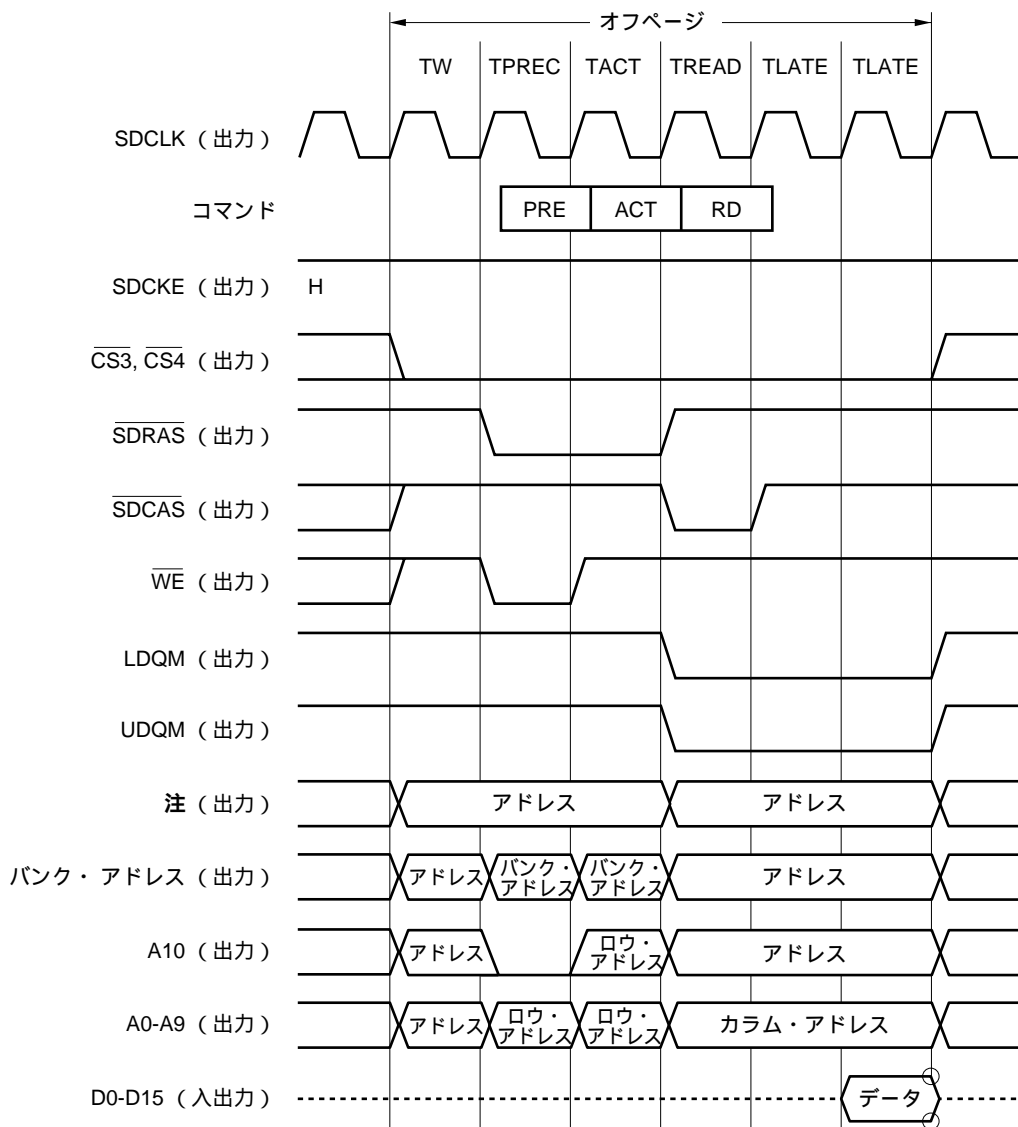 オフページ
TW TPREC TACT TREAD TLATE TLATE
SDCLK（出力）
コマンド PRE ACT RD
SDCKE（出力） H
CS3, CS4（出力）
SDRAS（出力）
SDCAS（出力）
WE（出力）
LDQM（出力）
UDQM（出力）
注（出力） アドレス アドレス
バンク・アドレス（出力） アドレス バンク・アドレス バンク・アドレス アドレス
A10（出力） アドレス ロウ・アドレス アドレス
A0-A9（出力） アドレス ロウ・アドレス ロウ・アドレス カラム・アドレス
D0-D15（入出力） データ